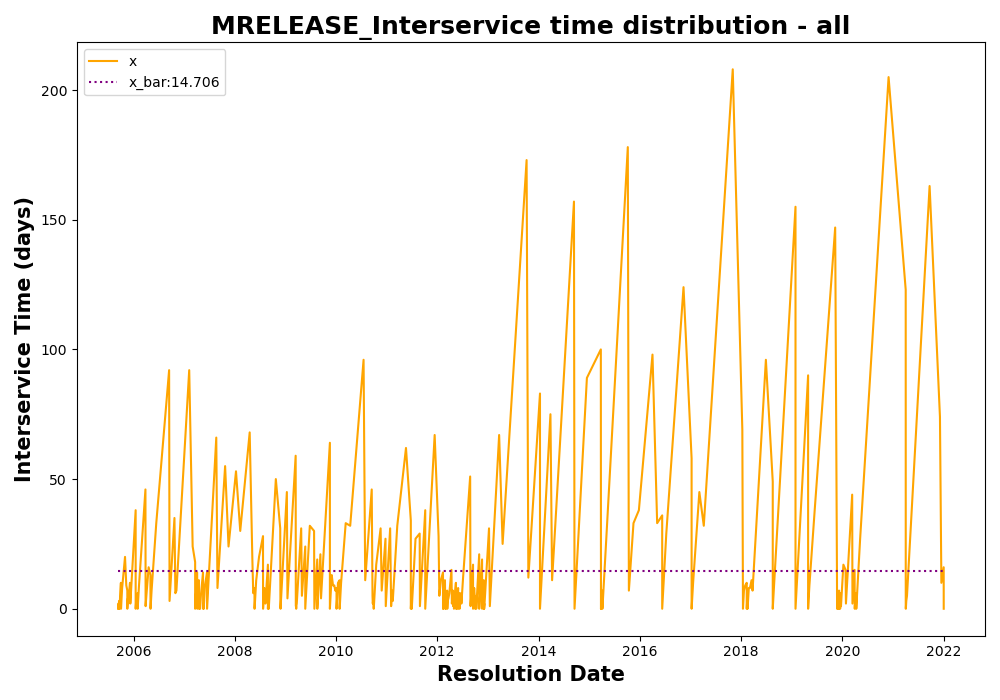 MRELEASE_Interservice time distribution - all
x
x_bar:14.706
Interservice Time (days)
200
150
100
50
0
2006 2008 2010 2012 2014 2016 2018 2020 2022
Resolution Date